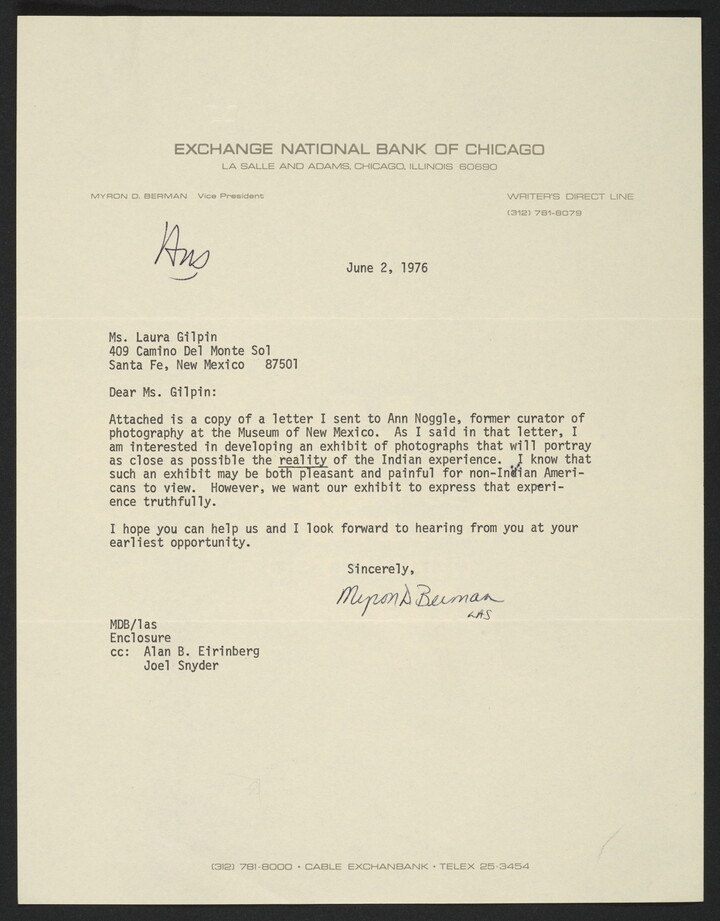 EXCHANGE NATIONAL BANK OF CHICAGO
LA SALLE AND ADAMS, CHICAGO, ILLINOIS 60690
MYRON D. BERMAN Vice President
WRITER'S DIRECT LINE
(312) 781-8079
Ans
June 2, 1976
Ms. Laura Gilpin
409 Camino Del Monte Sol
Santa Fe, New Mexico 87501
Dear Ms. Gilpin:
Attached is a copy of a letter I sent to Ann Noggle, former curator of
photography at the Museum of New Mexico. As I said in that letter, I
am interested in developing an exhibit of photographs that will portray
as close as possible the reality of the Indian experience. I know that
such an exhibit may be both pleasant and painful for non-Indian Ameri-
cans to view. However, we want our exhibit to express that experi-
ence truthfully.
I hope you can help us and I look forward to hearing from you at your
earliest opportunity.
Sincerely,
Myron D Berman
LAS
MDB/las
Enclosure
cc: Alan B. Eirinberg
Joel Snyder
(312) 781-8000 • CABLE EXCHANBANK • TELEX 25-3454